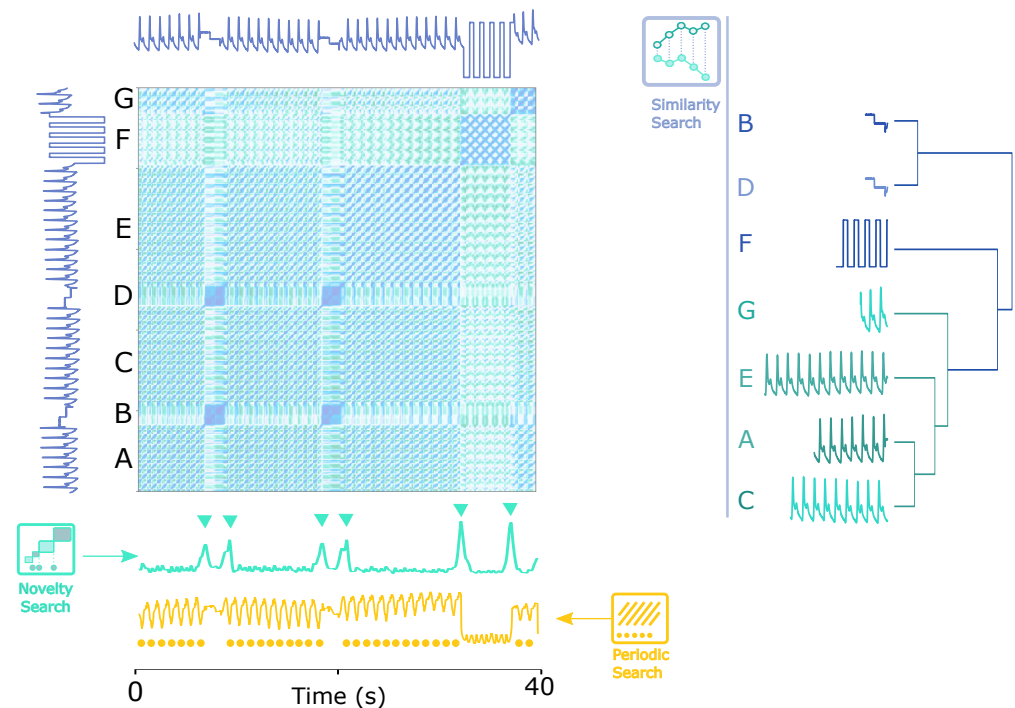 G
F
E
D
C
B
A
Similarity
Search
B
D
F
G
E
A
C
Novelty
Search
Periodic
Search
0
Time (s)
40